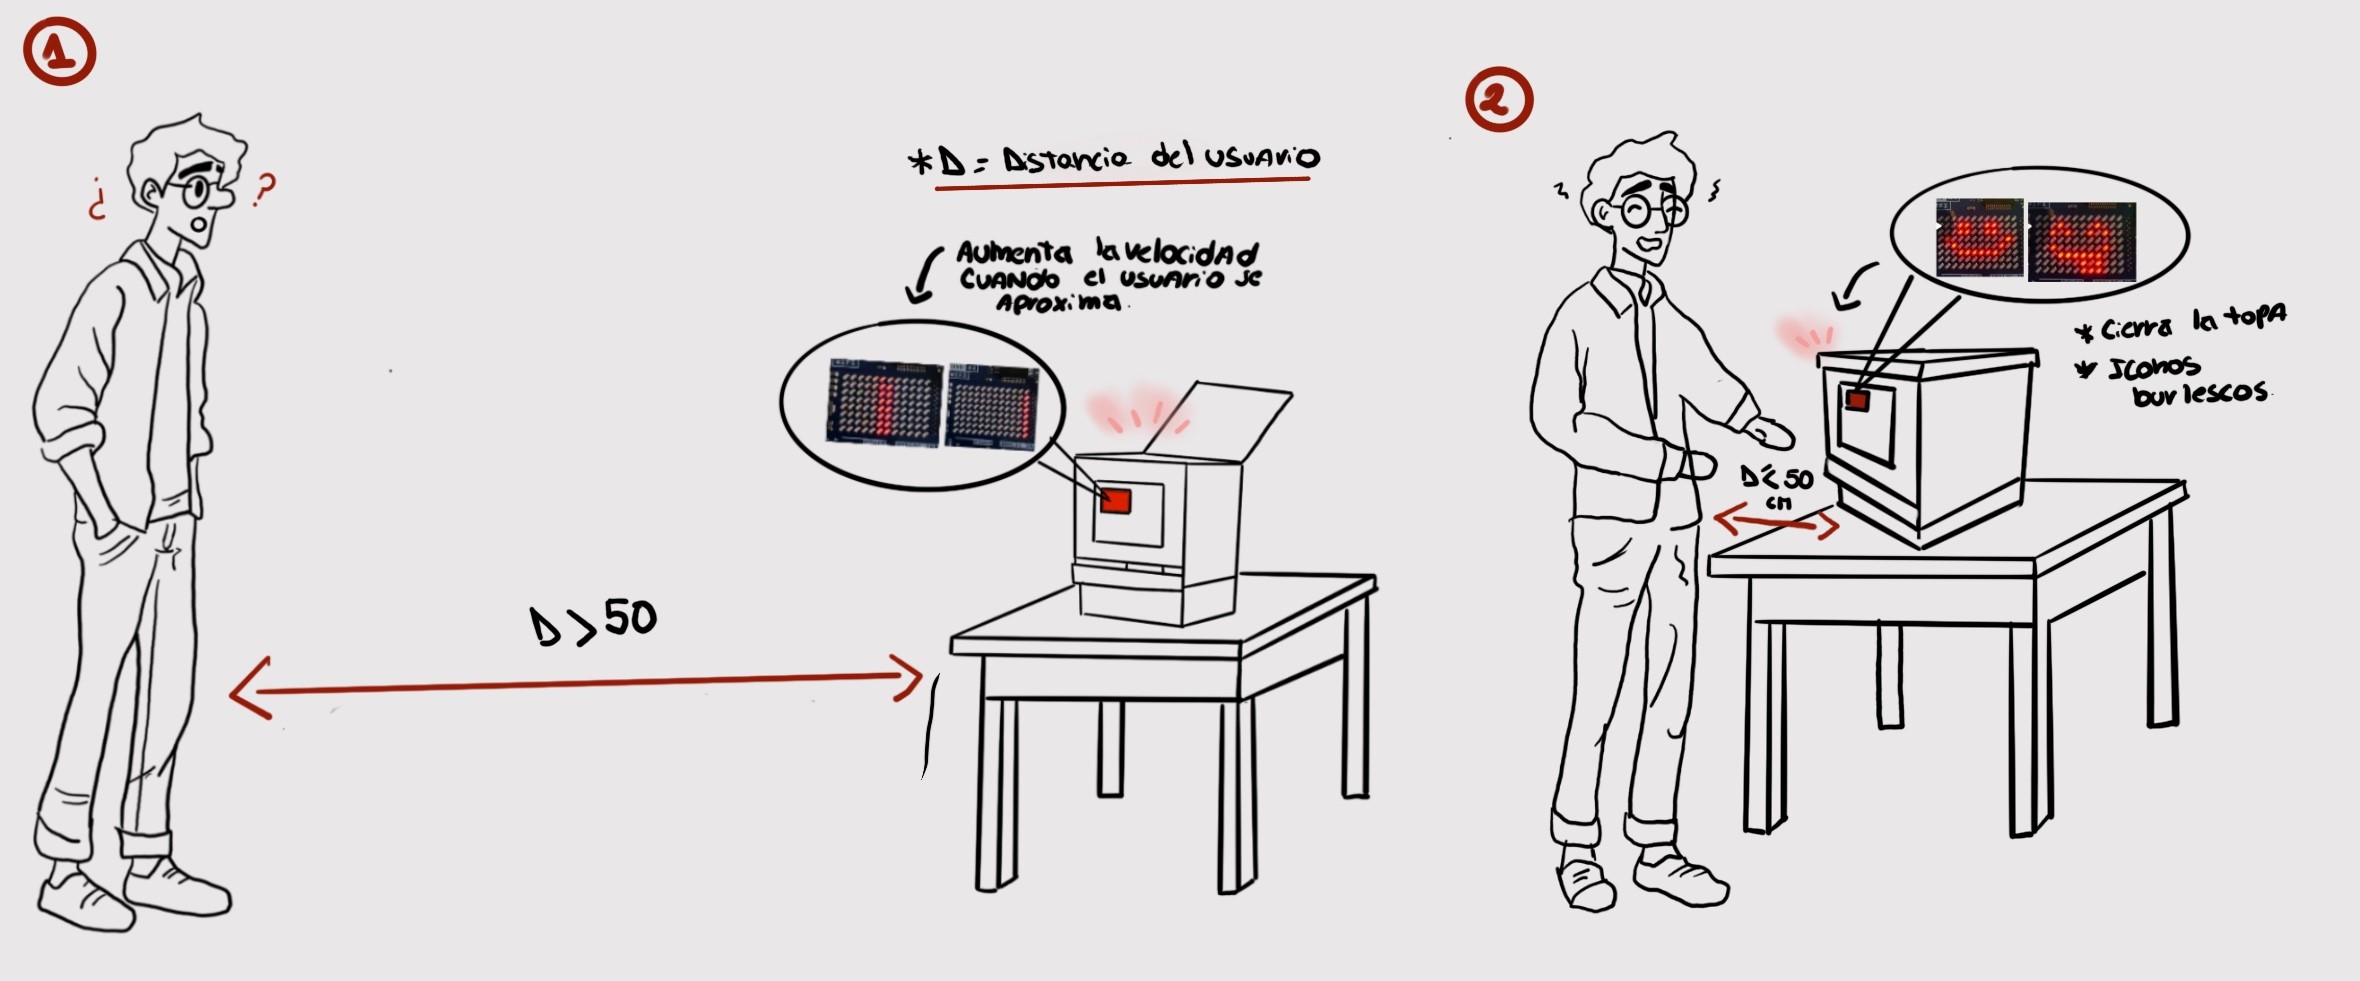 1
¿ ?
*D = Distancia del usuario
Aumenta la velocidad
cuando el usuario se
aproxima.
D > 50
2
* Cierra la tapa
* Iconos
burlescos.
D ≤ 50
cm